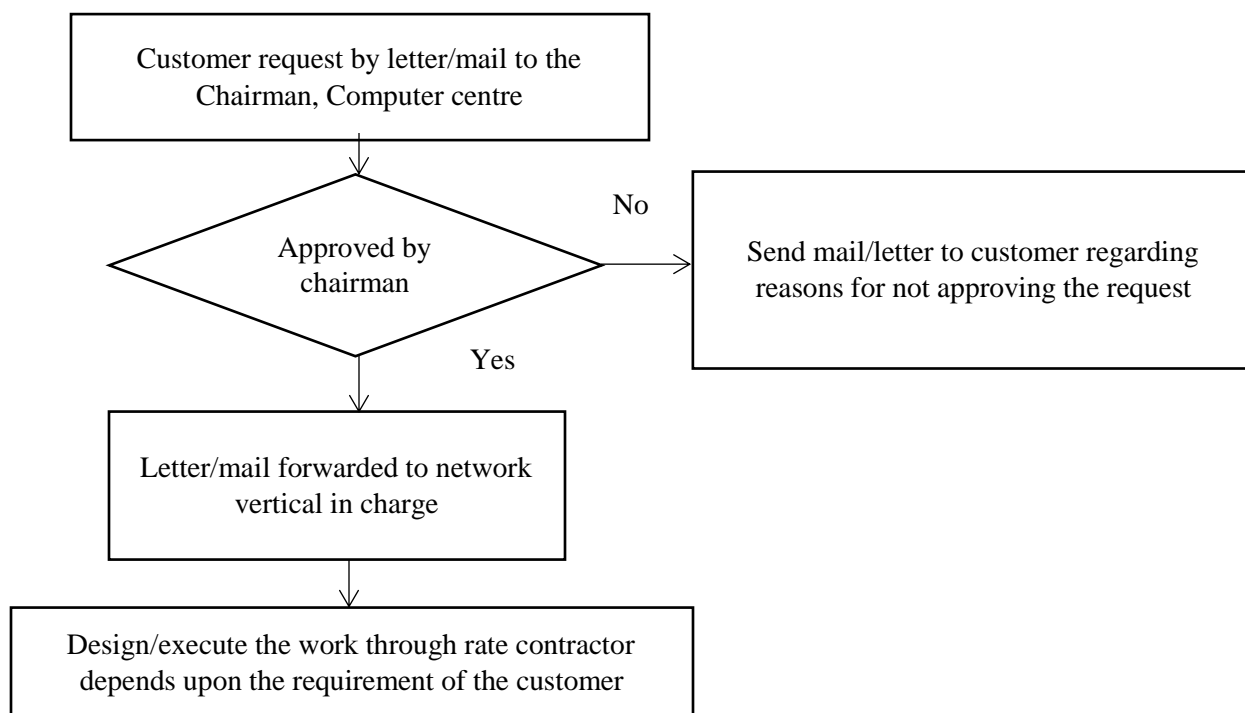 Customer request by letter/mail to the
Chairman, Computer centre
No
Approved by
chairman
Send mail/letter to customer regarding
reasons for not approving the request
Yes
Letter/mail forwarded to network
vertical in charge
Design/execute the work through rate contractor
depends upon the requirement of the customer